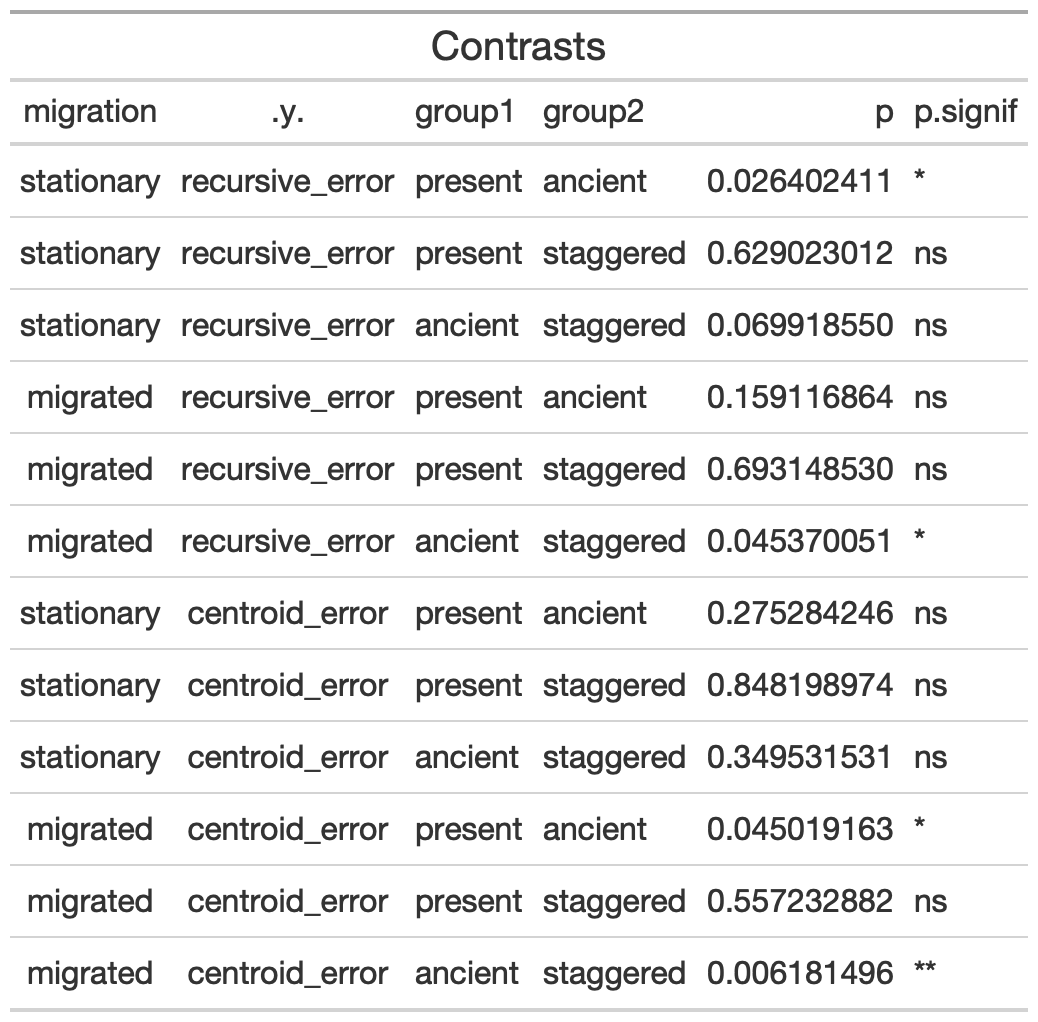 Contrasts
migration .y. group1 group2 p p.signif
stationary recursive_error present ancient 0.026402411 *
stationary recursive_error present staggered 0.629023012 ns
stationary recursive_error ancient staggered 0.069918550 ns
migrated recursive_error present ancient 0.159116864 ns
migrated recursive_error present staggered 0.693148530 ns
migrated recursive_error ancient staggered 0.045370051 *
stationary centroid_error present ancient 0.275284246 ns
stationary centroid_error present staggered 0.848198974 ns
stationary centroid_error ancient staggered 0.349531531 ns
migrated centroid_error present ancient 0.045019163 *
migrated centroid_error present staggered 0.557232882 ns
migrated centroid_error ancient staggered 0.006181496 **